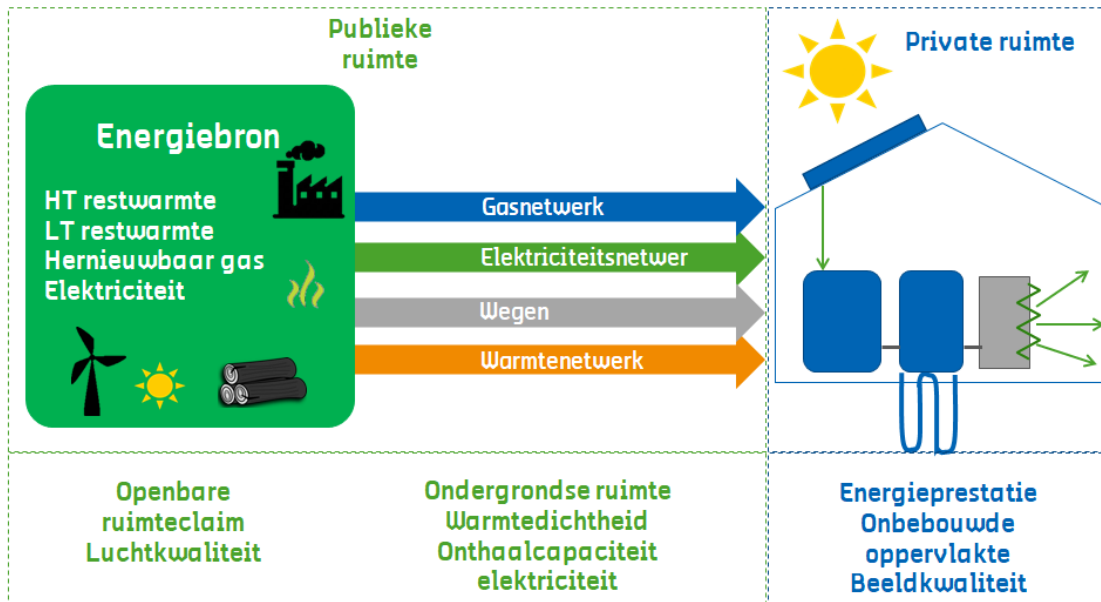 Publieke
ruimte
Private ruimte
Energiebron
HT restwarmte
LT restwarmte
Hernieuwbaar gas
Elektriciteit
Gasnetwerk
Elektriciteitsnetwer
Wegen
Warmtenetwerk
Openbare
ruimteclaim
Luchtkwaliteit
Ondergrondse ruimte
Warmtedichtheid
Onthaalcapaciteit
elektriciteit
Energieprestatie
Onbebouwde
oppervlakte
Beeldkwaliteit